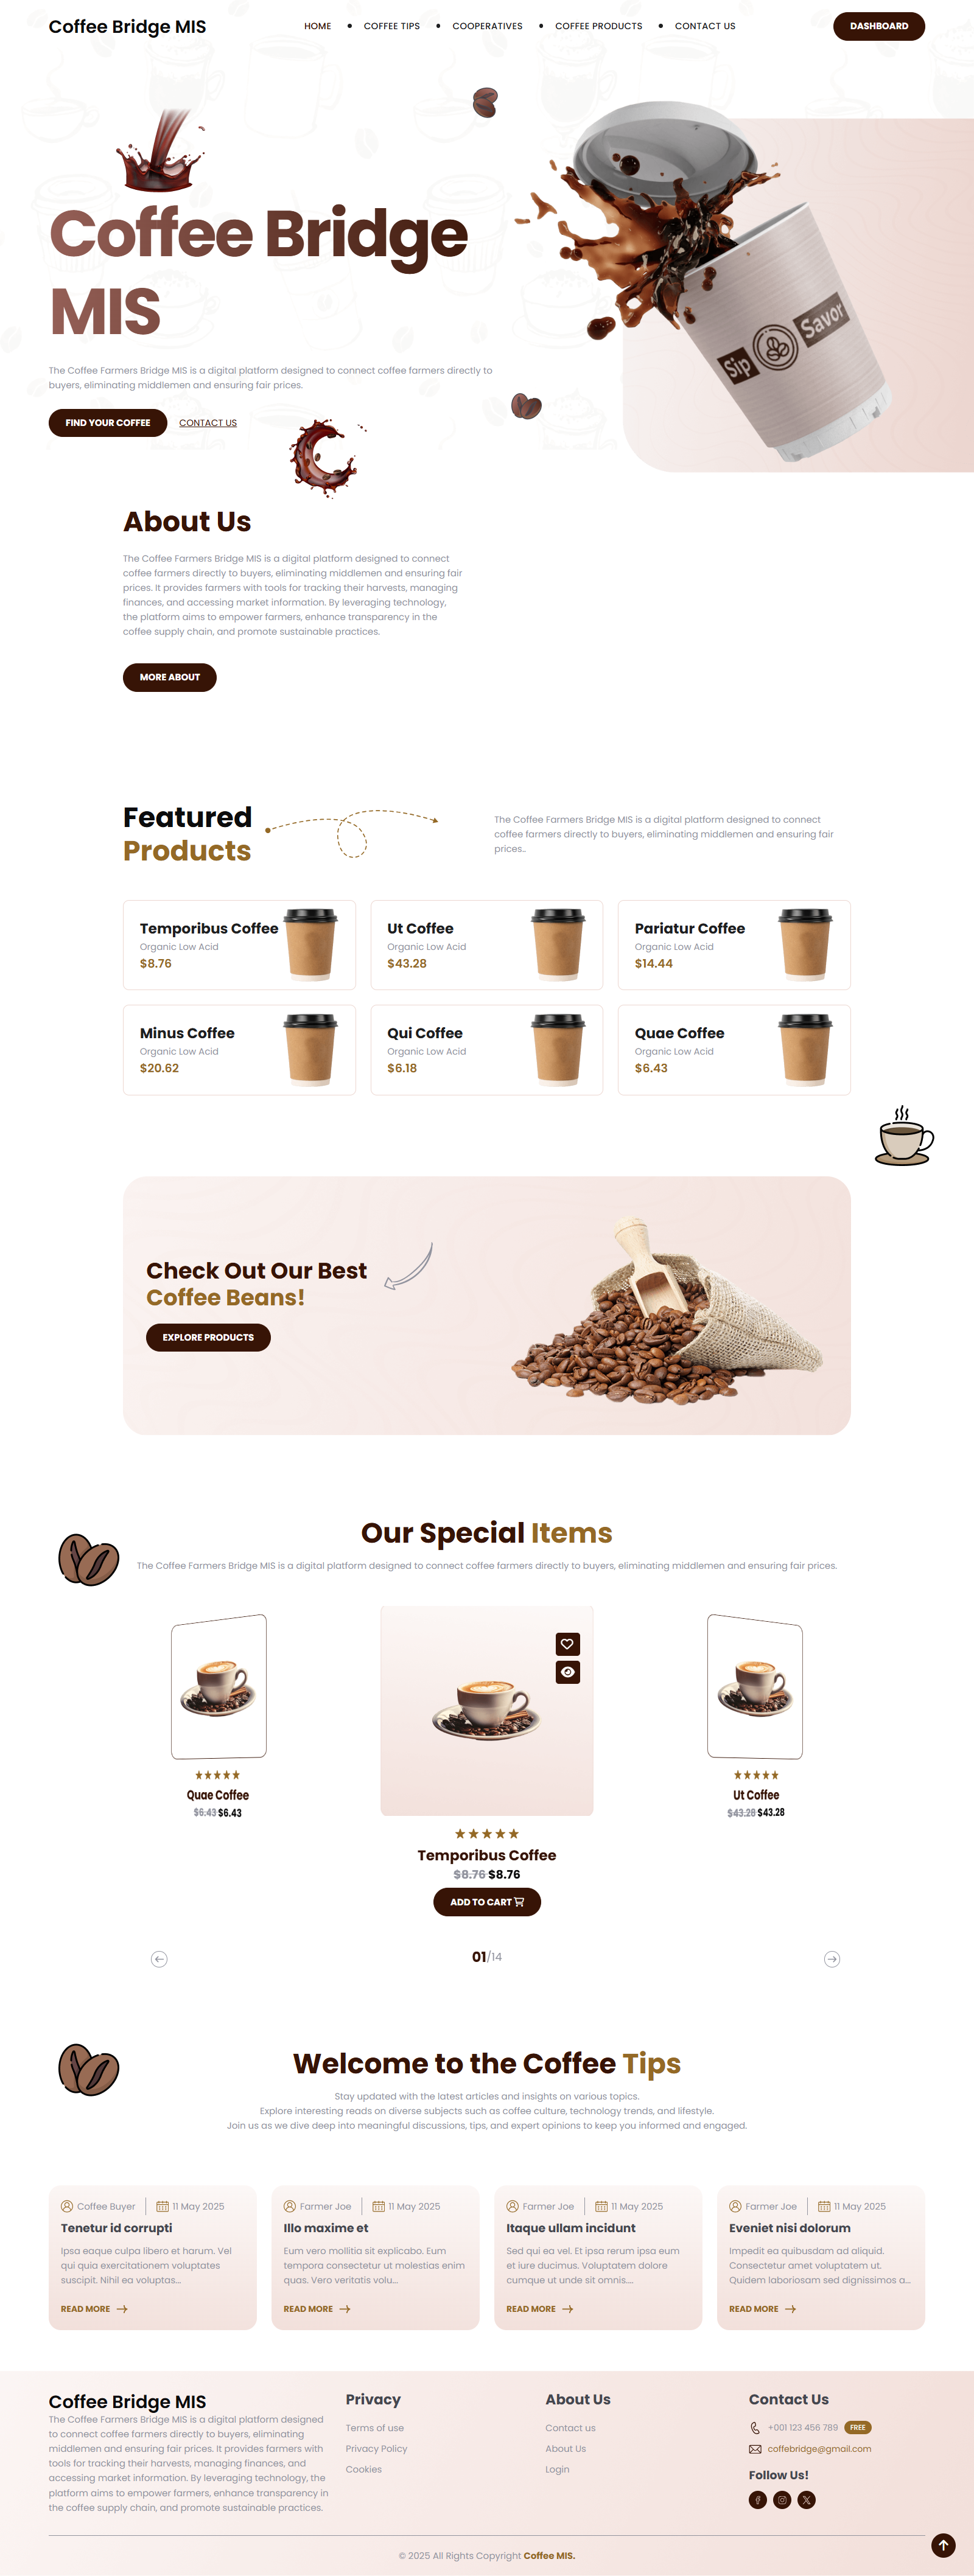 Coffee Bridge MIS
HOME
COFFEE TIPS
COOPERATIVES
COFFEE PRODUCTS
CONTACT US
DASHBOARD
Coffee Bridge
MIS
The Coffee Farmers Bridge MIS is a digital platform designed to connect coffee farmers directly to
buyers, eliminating middlemen and ensuring fair prices.
FIND YOUR COFFEE
CONTACT US
Sip
Savor
About Us
The Coffee Farmers Bridge MIS is a digital platform designed to connect
coffee farmers directly to buyers, eliminating middlemen and ensuring fair
prices. It provides farmers with tools for tracking their harvests, managing
finances, and accessing market information. By leveraging technology,
the platform aims to empower farmers, enhance transparency in the
coffee supply chain, and promote sustainable practices.
MORE ABOUT
Featured
Products
The Coffee Farmers Bridge MIS is a digital platform designed to connect
coffee farmers directly to buyers, eliminating middlemen and ensuring fair
prices..
Temporibus Coffee
Organic Low Acid
$8.76
Ut Coffee
Organic Low Acid
$43.28
Pariatur Coffee
Organic Low Acid
$14.44
Minus Coffee
Organic Low Acid
$20.62
Qui Coffee
Organic Low Acid
$6.18
Quae Coffee
Organic Low Acid
$6.43
Check Out Our Best
Coffee Beans!
EXPLORE PRODUCTS
Our Special Items
The Coffee Farmers Bridge MIS is a digital platform designed to connect coffee farmers directly to buyers, eliminating middlemen and ensuring fair prices.
Quae Coffee
$6.43 $6.43
Temporibus Coffee
$8.76 $8.76
ADD TO CART
Ut Coffee
$43.28 $43.28
01/14
Welcome to the Coffee Tips
Stay updated with the latest articles and insights on various topics.
Explore interesting reads on diverse subjects such as coffee culture, technology trends, and lifestyle.
Join us as we dive deep into meaningful discussions, tips, and expert opinions to keep you informed and engaged.
Coffee Buyer
11 May 2025
Tenetur id corrupti
Ipsa eaque culpa libero et harum. Vel
qui quia exercitationem voluptates
suscipit. Nihil ea voluptas...
READ MORE
Farmer Joe
11 May 2025
Illo maxime et
Eum vero mollitia sit explicabo. Eum
tempora consectetur ut molestias enim
quas. Vero veritatis volu...
READ MORE
Farmer Joe
11 May 2025
Itaque ullam incidunt
Sed qui ea vel. Et ipsa rerum ipsa eum
et iure ducimus. Voluptatem dolore
cumque ut unde sit omnis....
READ MORE
Farmer Joe
11 May 2025
Eveniet nisi dolorum
Impedit ea quibusdam ad aliquid.
Consectetur amet voluptatem ut.
Quidem laboriosam sed dignissimos a...
READ MORE
Coffee Bridge MIS
The Coffee Farmers Bridge MIS is a digital platform designed
to connect coffee farmers directly to buyers, eliminating
middlemen and ensuring fair prices. It provides farmers with
tools for tracking their harvests, managing finances, and
accessing market information. By leveraging technology, the
platform aims to empower farmers, enhance transparency in
the coffee supply chain, and promote sustainable practices.
Privacy
Terms of use
Privacy Policy
Cookies
About Us
Contact us
About Us
Login
Contact Us
+001 123 456 789 FREE
coffebridge@gmail.com
Follow Us!
© 2025 All Rights Copyright Coffee MIS.